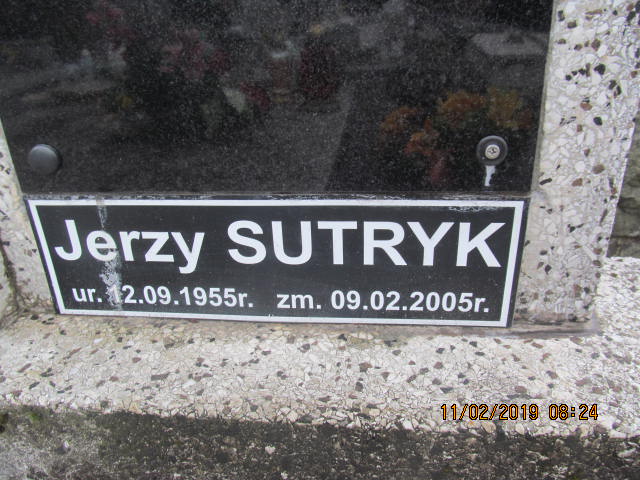 Jerzy SUTRYK
ur. 12.09.1955r. zm. 09.02.2005r.
11/02/2019 08:24